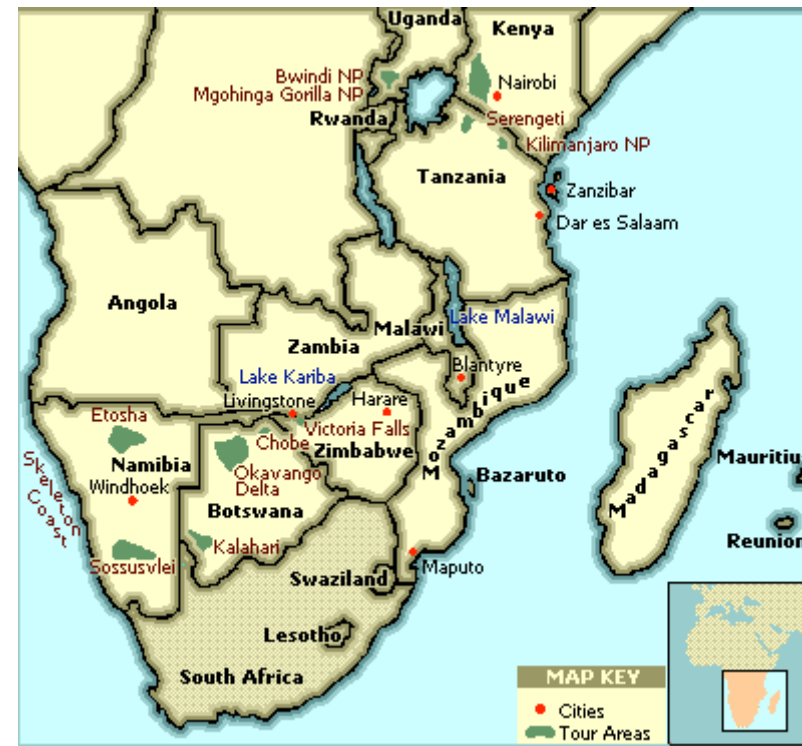 Uganda
Kenya
Bwindi NP
Mgohinga Gorilla NP
Nairobi
Rwanda
Serengeti
Kilimanjaro NP
Tanzania
Zanzibar
Dar es Salaam
Angola
Malawi
Lake Malawi
Zambia
Blantyre
Lake Kariba
Livingstone
Harare
Mozambique
Madagascar
Etosha
Victoria Falls
Chobe
Zimbabwe
Namibia
Okavango
Delta
Windhoek
Skeleton
Coast
Botswana
Bazaruto
Mauritiu
Reunion
Kalahari
Sossusvlei
Maputo
Swaziland
Lesotho
South Africa
MAP KEY
Cities
Tour Areas